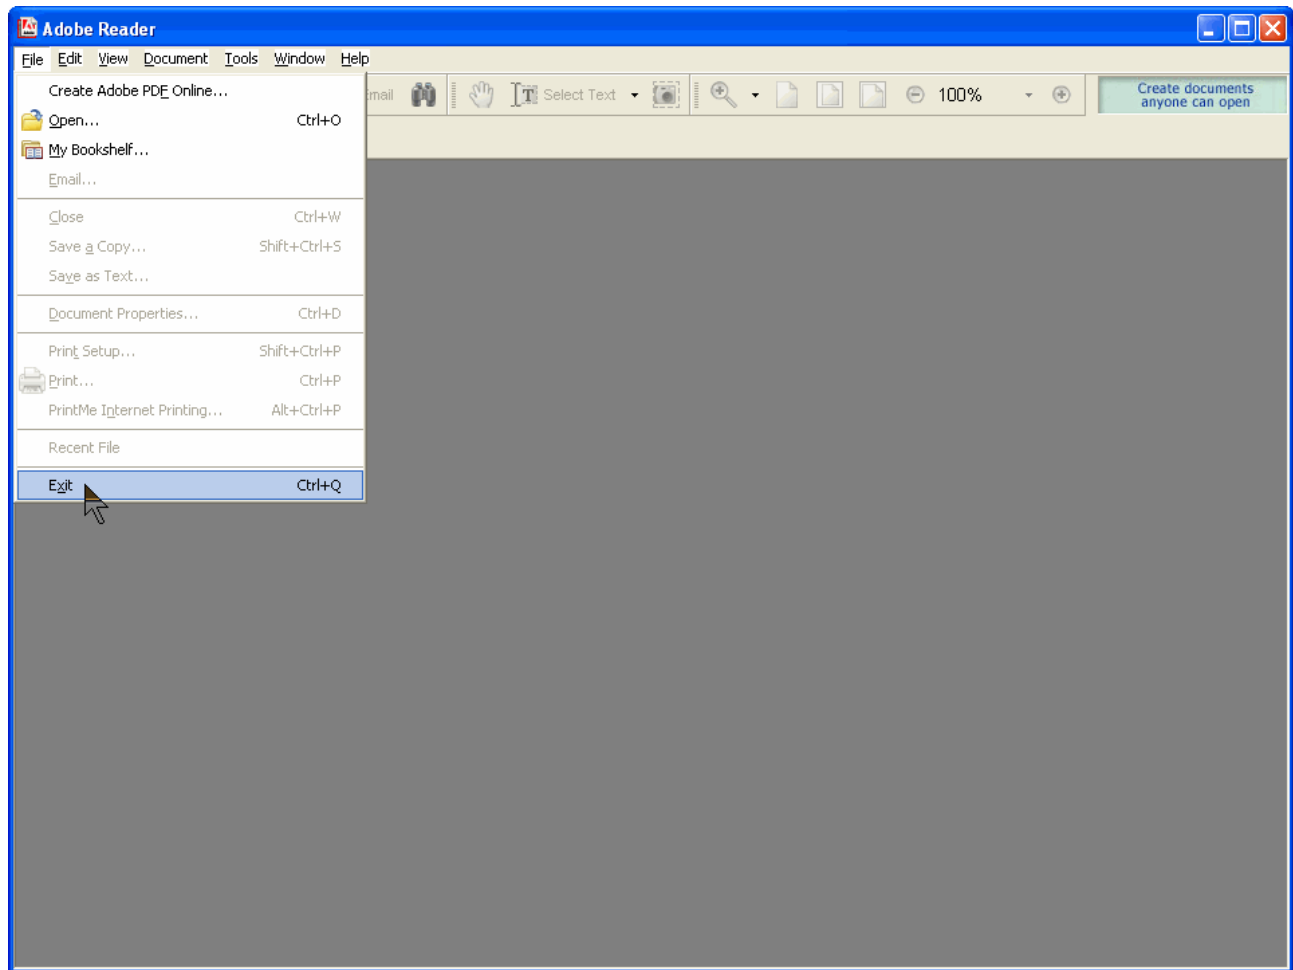 Adobe Reader
File Edit View Document Tools Window Help
Create Adobe PDF Online...
Open... Ctrl+O
My Bookshelf...
Email...
Close Ctrl+W
Save a Copy... Shift+Ctrl+S
Save as Text...
Document Properties... Ctrl+D
Print Setup... Shift+Ctrl+P
Print... Ctrl+P
PrintMe Internet Printing... Alt+Ctrl+P
Recent File
Exit Ctrl+Q
mail Select Text 100%
Create documents
anyone can open